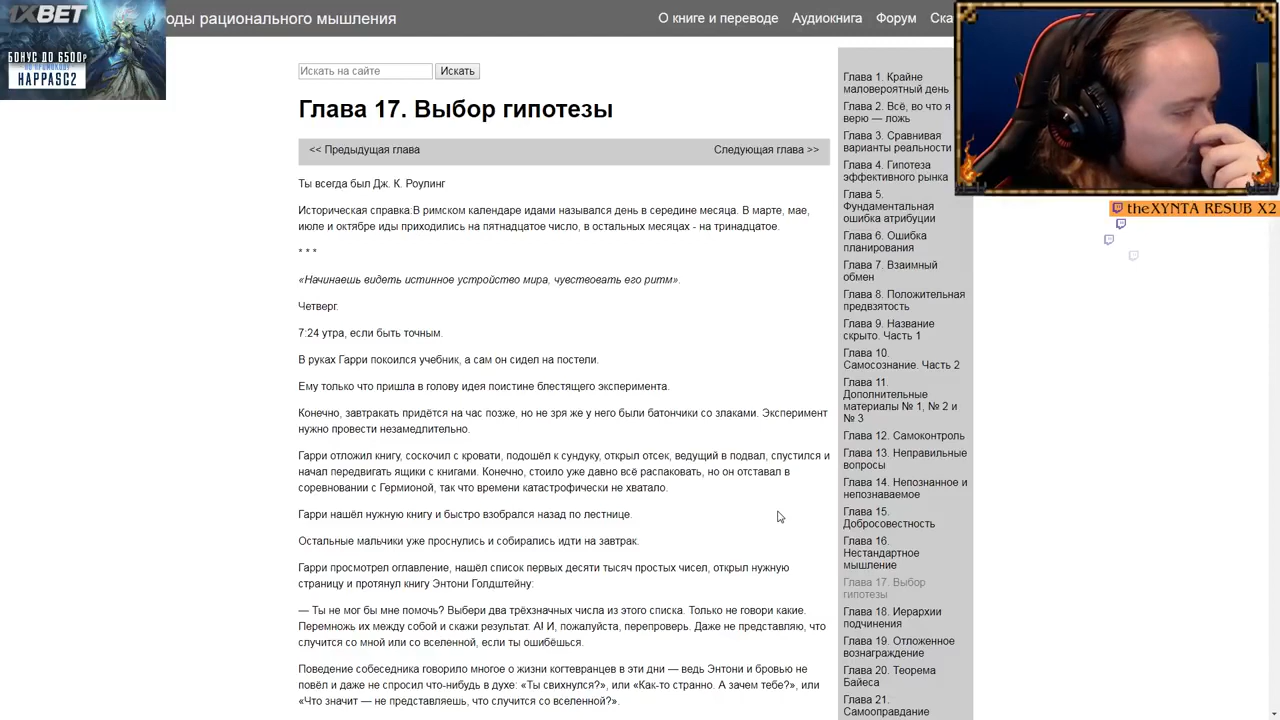 1XBET
БОНУС ДО 6500₽
ПО ПРОМОКОДУ
HAPPASC2
оды рационального мышления
О книге и переводе
Аудиокнига
Форум
Ска
Искать на сайте
Искать
Глава 17. Выбор гипотезы
<< Предыдущая глава
Следующая глава >>
Ты всегда был Дж. К. Роулинг
Историческая справка:В римском календаре идами назывался день в середине месяца. В марте, мае,
июле и октябре иды приходились на пятнадцатое число, в остальных месяцах - на тринадцатое.
* * *
«Начинаешь видеть истинное устройство мира, чувствовать его ритм».
Четверг.
7:24 утра, если быть точным.
В руках Гарри покоился учебник, а сам он сидел на постели.
Ему только что пришла в голову идея поистине блестящего эксперимента.
Конечно, завтракать придётся на час позже, но не зря же у него были батончики со злаками. Эксперимент
нужно провести незамедлительно.
Гарри отложил книгу, соскочил с кровати, подошёл к сундуку, открыл отсек, ведущий в подвал, спустился и
начал передвигать ящики с книгами. Конечно, стоило уже давно всё распаковать, но он отставал в
соревновании с Гермионой, так что времени катастрофически не хватало.
Гарри нашёл нужную книгу и быстро взобрался назад по лестнице.
Остальные мальчики уже проснулись и собирались идти на завтрак.
Гарри просмотрел оглавление, нашёл список первых десяти тысяч простых чисел, открыл нужную
страницу и протянул книгу Энтони Голдштейну:
— Ты не мог бы мне помочь? Выбери два трёхзначных числа из этого списка. Только не говори какие.
Перемножь их между собой и скажи результат. А! И, пожалуйста, перепроверь. Даже не представляю, что
случится со мной или со вселенной, если ты ошибёшься.
Поведение собеседника говорило многое о жизни когтевранцев в эти дни — ведь Энтони и бровью не
повёл и даже не спросил что-нибудь в духе: «Ты свихнулся?», или «Как-то странно. А зачем тебе?», или
«Что значит — не представляешь, что случится со вселенной?».
Глава 1. Крайне
маловероятный день
Глава 2. Всё, во что я
верю — ложь
Глава 3. Сравнивая
варианты реальности
Глава 4. Гипотеза
эффективного рынка
Глава 5.
Фундаментальная
ошибка атрибуции
Глава 6. Ошибка
планирования
Глава 7. Взаимный
обмен
Глава 8. Положительная
предвзятость
Глава 9. Название
скрыто. Часть 1
Глава 10.
Самосознание. Часть 2
Глава 11.
Дополнительные
материалы № 1, № 2 и
№ 3
Глава 12. Самоконтроль
Глава 13. Неправильные
вопросы
Глава 14. Непознанное и
непознаваемое
Глава 15.
Добросовестность
Глава 16.
Нестандартное
мышление
Глава 17. Выбор
гипотезы
Глава 18. Иерархии
подчинения
Глава 19. Отложенное
вознаграждение
Глава 20. Теорема
Байеса
Глава 21.
Самооправдание
theXYNTA RESUB X2